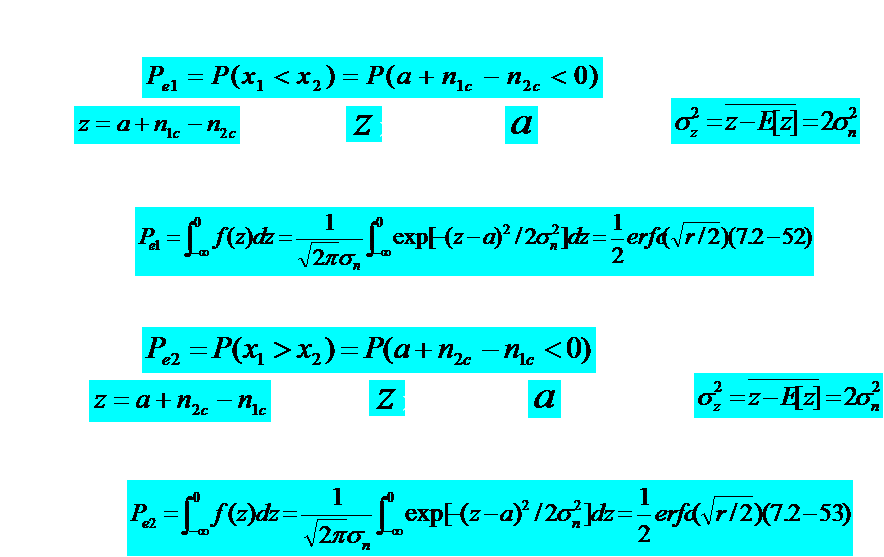 P_{e1} = P(x_1 < x_2) = P(a + n_{1c} − n_{2c} < 0)
z = a + n_{1c} − n_{2c} z a σ_z^2 = \overline{z − E[z]} = 2σ_n^2
P_{e1} = ∫_{−∞}^{0} f(z)dz = \frac{1}{\sqrt{2π}σ_n} ∫_{−∞}^{0} exp[−(z−a)^2 / 2σ_n^2]dz = \frac{1}{2} erfc(\sqrt{r/2})(7.2−52)
P_{e2} = P(x_1 > x_2) = P(a + n_{2c} − n_{1c} < 0)
z = a + n_{2c} − n_{1c} z a σ_z^2 = \overline{z − E[z]} = 2σ_n^2
P_{e2} = ∫_{−∞}^{0} f(z)dz = \frac{1}{\sqrt{2π}σ_n} ∫_{−∞}^{0} exp[−(z−a)^2 / 2σ_n^2]dz = \frac{1}{2} erfc(\sqrt{r/2})(7.2−53)